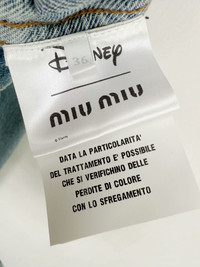 Disney
36
miu miu
DATA LA PARTICOLARITA'
DEL TRATTAMENTO E' POSSIBILE
CHE SI VERIFICHINO DELLE
PERDITE DI COLORE
CON LO SFREGAMENTO